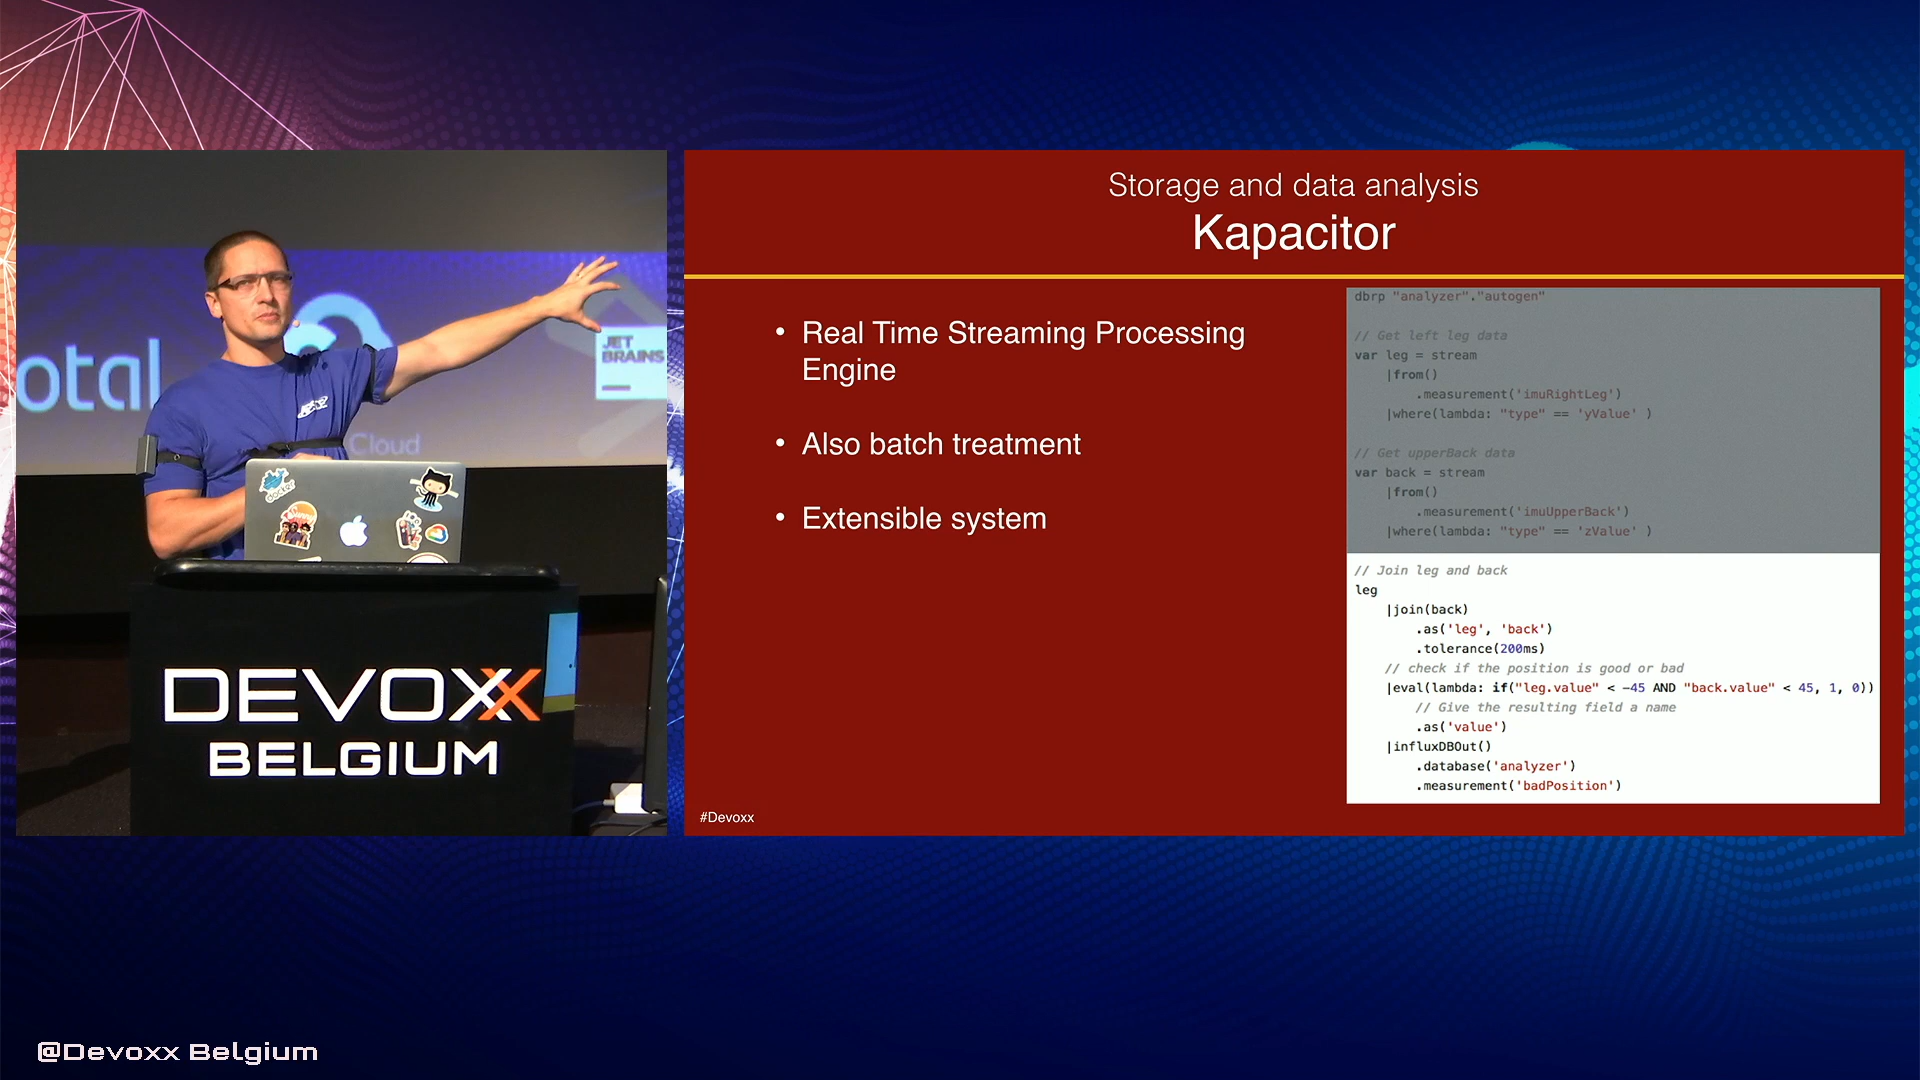 otal
Cloud
JET
BRAINS
docker
DEVOXX
BELGIUM
Storage and data analysis
Kapacitor
• Real Time Streaming Processing
Engine
• Also batch treatment
• Extensible system
dbrp "analyzer"."autogen"
// Get left leg data
var leg = stream
|from()
.measurement('imuRightLeg')
|where(lambda: "type" == 'yValue' )
// Get upperBack data
var back = stream
|from()
.measurement('imuUpperBack')
|where(lambda: "type" == 'zValue' )
// Join leg and back
leg
|join(back)
.as('leg', 'back')
.tolerance(200ms)
// check if the position is good or bad
|eval(lambda: if("leg.value" < -45 AND "back.value" < 45, 1, 0))
// Give the resulting field a name
.as('value')
|influxDBOut()
.database('analyzer')
.measurement('badPosition')
#Devoxx
@Devoxx Belgium